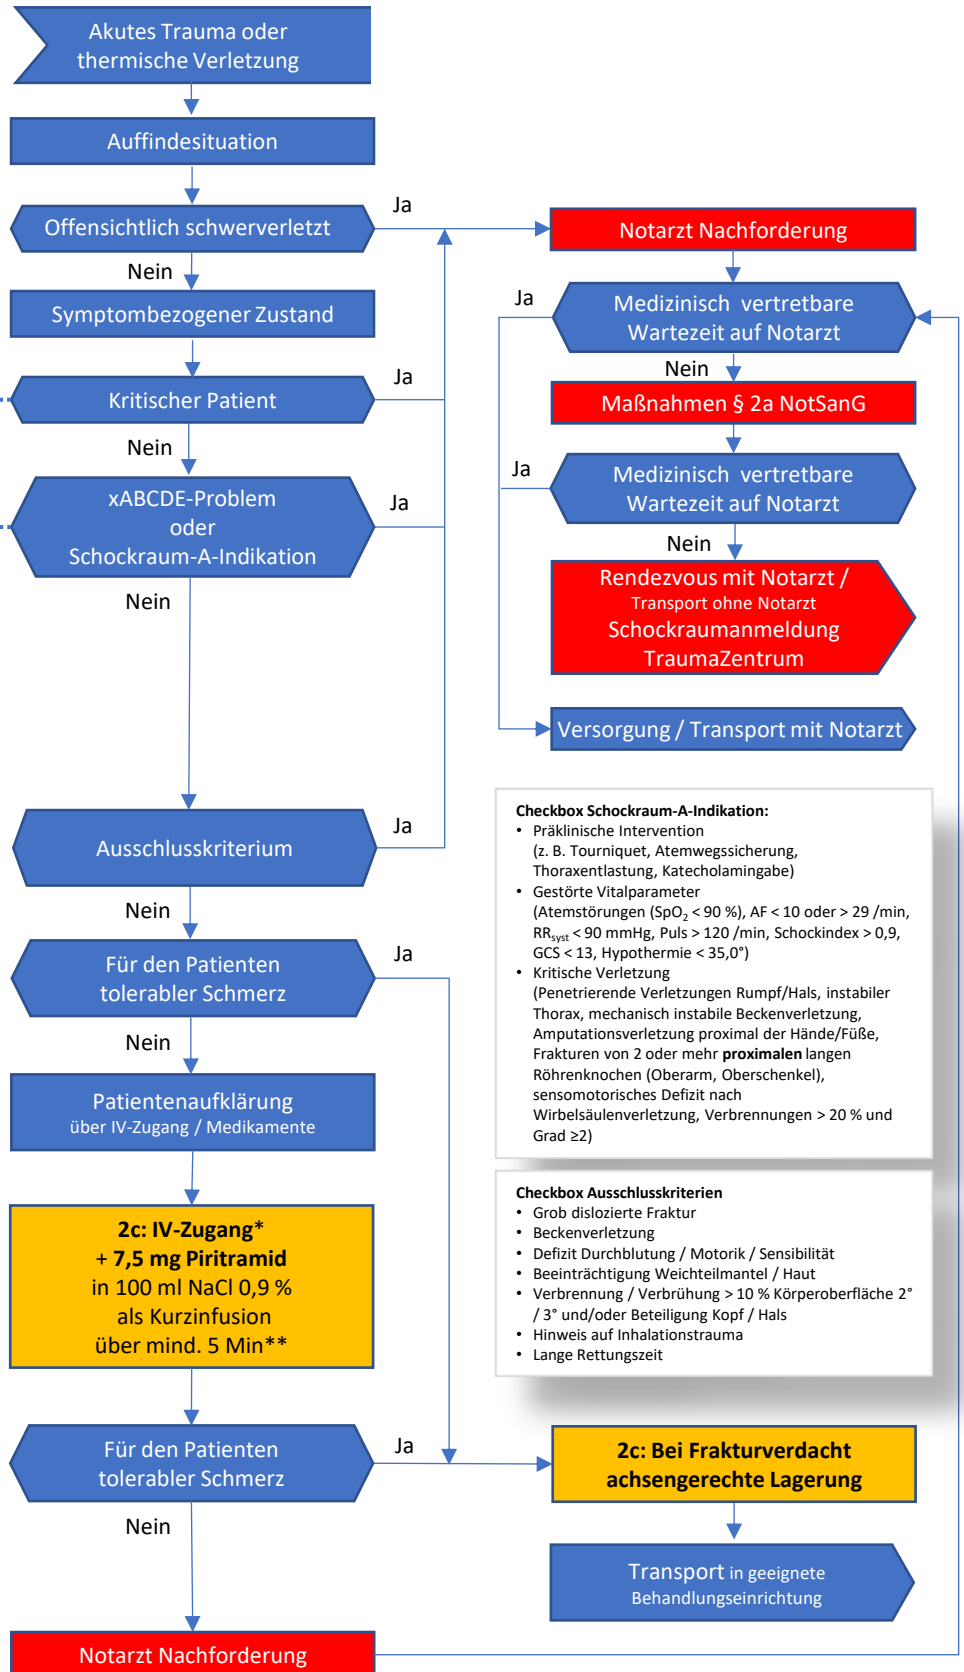 Akutes Trauma oder
thermische Verletzung
Auffindesituation
Offensichtlich schwerverletzt
Ja
Nein
Symptombezogener Zustand
Kritischer Patient
Ja
Nein
xABCDE-Problem
oder
Schockraum-A-Indikation
Ja
Nein
Ausschlusskriterium
Ja
Nein
Für den Patienten
tolerabler Schmerz
Ja
Nein
Patientenaufklärung
über IV-Zugang / Medikamente
2c: IV-Zugang*
+ 7,5 mg Piritramid
in 100 ml NaCl 0,9 %
als Kurzinfusion
über mind. 5 Min**
Für den Patienten
tolerabler Schmerz
Ja
Nein
Notarzt Nachforderung
Notarzt Nachforderung
Ja
Medizinisch vertretbare
Wartezeit auf Notarzt
Nein
Maßnahmen § 2a NotSanG
Ja
Medizinisch vertretbare
Wartezeit auf Notarzt
Nein
Rendezvous mit Notarzt /
Transport ohne Notarzt
Schockraumanmeldung
TraumaZentrum
Versorgung / Transport mit Notarzt
Checkbox Schockraum-A-Indikation:
• Präklinische Intervention
(z. B. Tourniquet, Atemwegssicherung,
Thoraxentlastung, Katecholamingabe)
• Gestörte Vitalparameter
(Atemstörungen (SpO₂ < 90 %), AF < 10 oder > 29 /min,
RRsyst < 90 mmHg, Puls > 120 /min, Schockindex > 0,9,
GCS < 13, Hypothermie < 35,0°)
• Kritische Verletzung
(Penetrierende Verletzungen Rumpf/Hals, instabiler
Thorax, mechanisch instabile Beckenverletzung,
Amputationsverletzung proximal der Hände/Füße,
Frakturen von 2 oder mehr proximalen langen
Röhrenknochen (Oberarm, Oberschenkel),
sensomotorisches Defizit nach
Wirbelsäulenverletzung, Verbrennungen > 20 % und
Grad ≥2)
Checkbox Ausschlusskriterien
• Grob dislozierte Fraktur
• Beckenverletzung
• Defizit Durchblutung / Motorik / Sensibilität
• Beeinträchtigung Weichteilmantel / Haut
• Verbrennung / Verbrühung > 10 % Körperoberfläche 2°
/ 3° und/oder Beteiligung Kopf / Hals
• Hinweis auf Inhalationstrauma
• Lange Rettungszeit
2c: Bei Frakturverdacht
achsengerechte Lagerung
Transport in geeignete
Behandlungseinrichtung